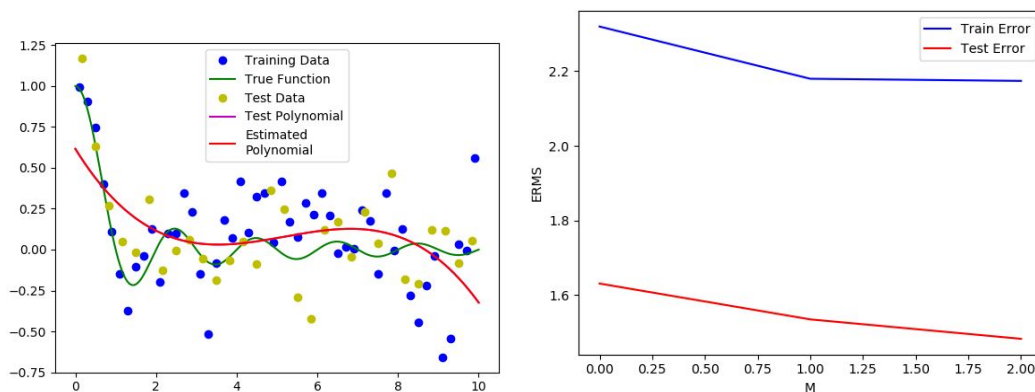 1.25
1.00
0.75
0.50
0.25
0.00
−0.25
−0.50
−0.75
0
2
4
6
8
10
Training Data
True Function
Test Data
Test Polynomial
Estimated
Polynomial
2.2
2.0
1.8
1.6
ERMS
0.00 0.25 0.50 0.75 1.00 1.25 1.50 1.75 2.00
M
Train Error
Test Error